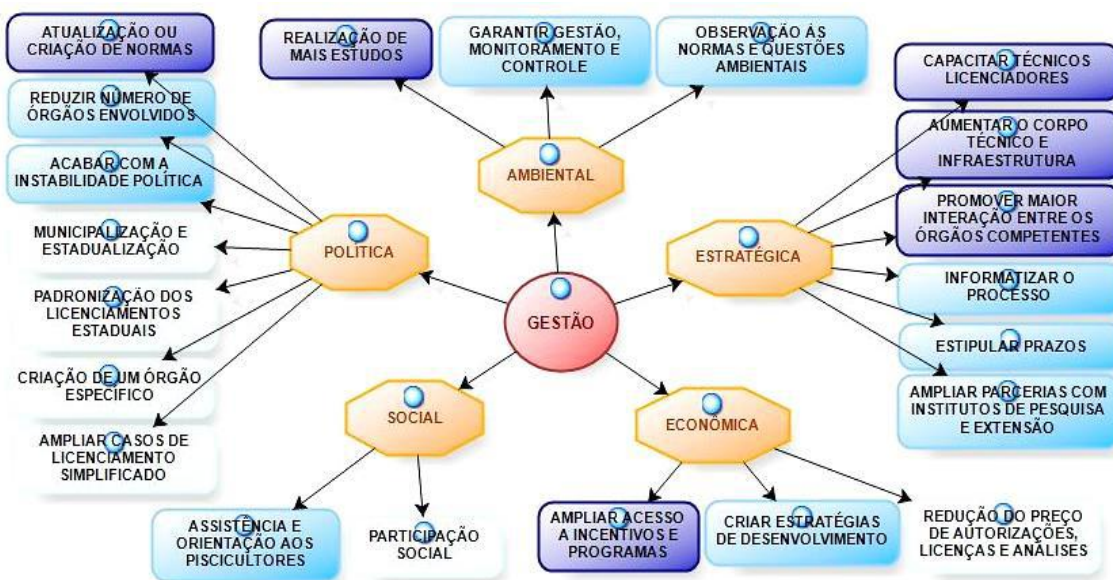 ATUALIZAÇÃO OU
CRIAÇÃO DE NORMAS
REDUZIR NÚMERO DE
ÓRGÃOS ENVOLVIDOS
ACABAR COM A
INSTABILIDADE POLÍTICA
MUNICIPALIZAÇÃO E
ESTADUALIZAÇÃO
PADRONIZAÇÃO DOS
LICENCIAMENTOS
ESTADUAIS
CRIAÇÃO DE UM ÓRGÃO
ESPECÍFICO
AMPLIAR CASOS DE
LICENCIAMENTO
SIMPLIFICADO
POLÍTICA
REALIZAÇÃO DE
MAIS ESTUDOS
GARANTIR GESTÃO,
MONITORAMENTO E
CONTROLE
OBSERVAÇÃO ÀS
NORMAS E QUESTÕES
AMBIENTAIS
AMBIENTAL
GESTÃO
ESTRATÉGICA
CAPACITAR TÉCNICOS
LICENCIADORES
AUMENTAR O CORPO
TÉCNICO E
INFRAESTRUTURA
PROMOVER MAIOR
INTERAÇÃO ENTRE OS
ÓRGÃOS COMPETENTES
INFORMATIZAR O
PROCESSO
ESTIPULAR PRAZOS
AMPLIAR PARCERIAS COM
INSTITUTOS DE PESQUISA
E EXTENSÃO
SOCIAL
ASSISTÊNCIA E
ORIENTAÇÃO AOS
PISCICULTORES
PARTICIPAÇÃO
SOCIAL
ECONÔMICA
AMPLIAR ACESSO
A INCENTIVOS E
PROGRAMAS
CRIAR ESTRATÉGIAS
DE DESENVOLVIMENTO
REDUÇÃO DO PREÇO
DE AUTORIZAÇÕES,
LICENÇAS E ANÁLISES